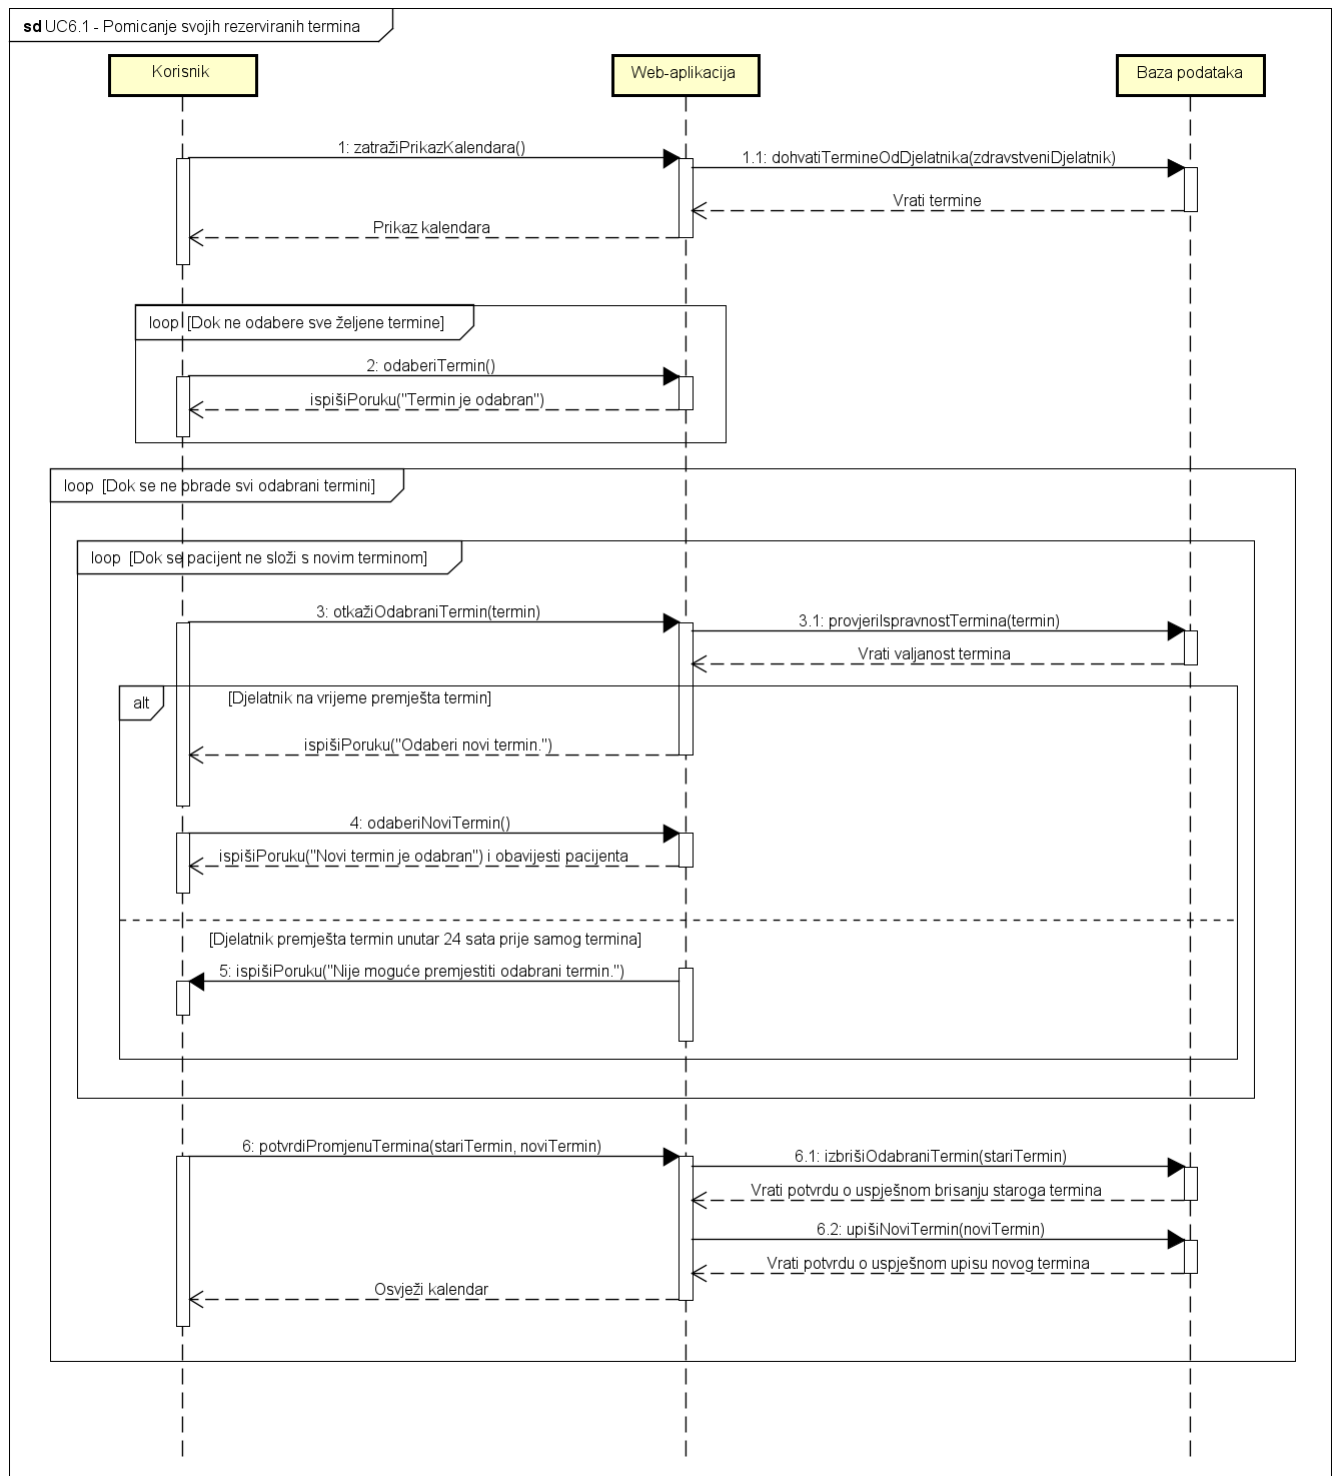 sd UC6.1 - Pomicanje svojih rezerviranih termina
Korisnik
Web-aplikacija
Baza podataka
1: zatražiPrikazKalendara()
1.1: dohvatiTermineOdDjelatnika(zdravstveniDjelatnik)
Vrati termine
Prikaz kalendara
loop [Dok ne odabere sve željene termine]
2: odaberiTermin()
ispišiPoruku("Termin je odabran")
loop [Dok se ne obrade svi odabrani termini]
loop [Dok se pacijent ne složi s novim terminom]
3: otkažiOdabraniTermin(termin)
3.1: provjeriIspravnostTermina(termin)
Vrati valjanost termina
alt
[Djelatnik na vrijeme premješta termin]
ispišiPoruku("Odaberi novi termin.")
4: odaberiNoviTermin()
ispišiPoruku("Novi termin je odabran") i obavijesti pacijenta
[Djelatnik premješta termin unutar 24 sata prije samog termina]
5: ispišiPoruku("Nije moguće premjestiti odabrani termin.")
6: potvrdiPromjenuTermina(stariTermin, noviTermin)
6.1: izbrišiOdabraniTermin(stariTermin)
Vrati potvrdu o uspješnom brisanju staroga termina
6.2: upišiNoviTermin(noviTermin)
Vrati potvrdu o uspješnom upisu novog termina
Osvježi kalendar